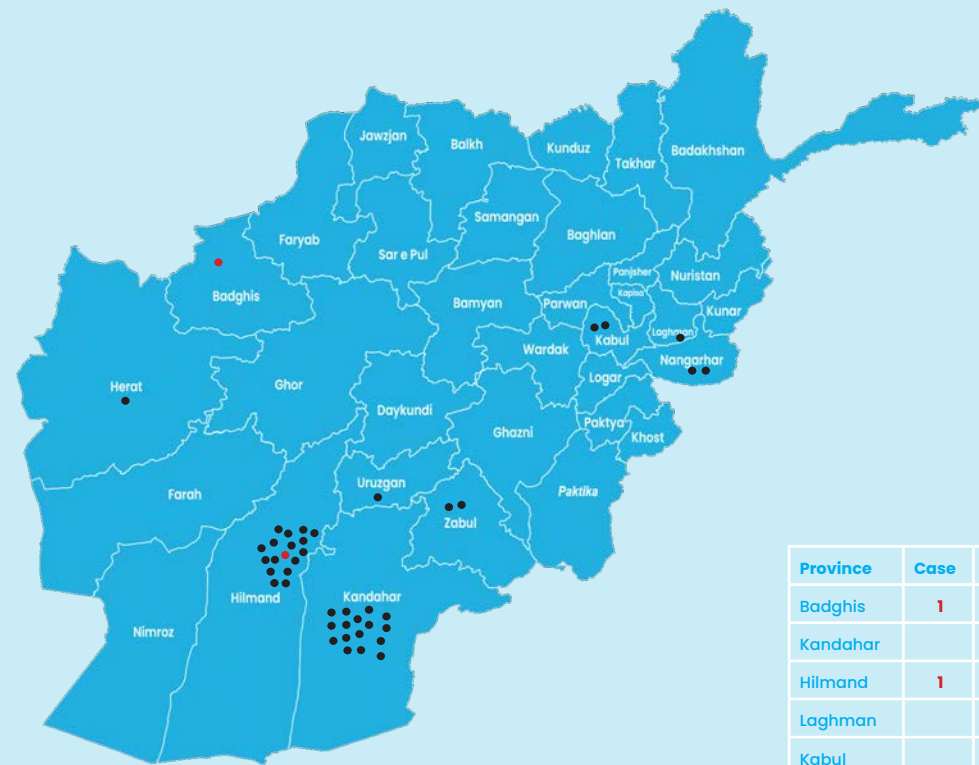 Jawzjan
Balkh
Kunduz
Takhar
Badakhshan
Samangan
Faryab
Baghlan
Sar e Pul
Panjsher
Nuristan
Badghis
Kapisa
Bamyan
Parwan
Kunar
Laghman
Kabul
Wardak
Nangarhar
Herat
Ghor
Logar
Daykundi
Paktya
Ghazni
Khost
Uruzgan
Farah
Paktika
Zabul
Hilmand
Kandahar
Nimroz
Province Case
Badghis 1
Kandahar
Hilmand 1
Laghman
Kabul